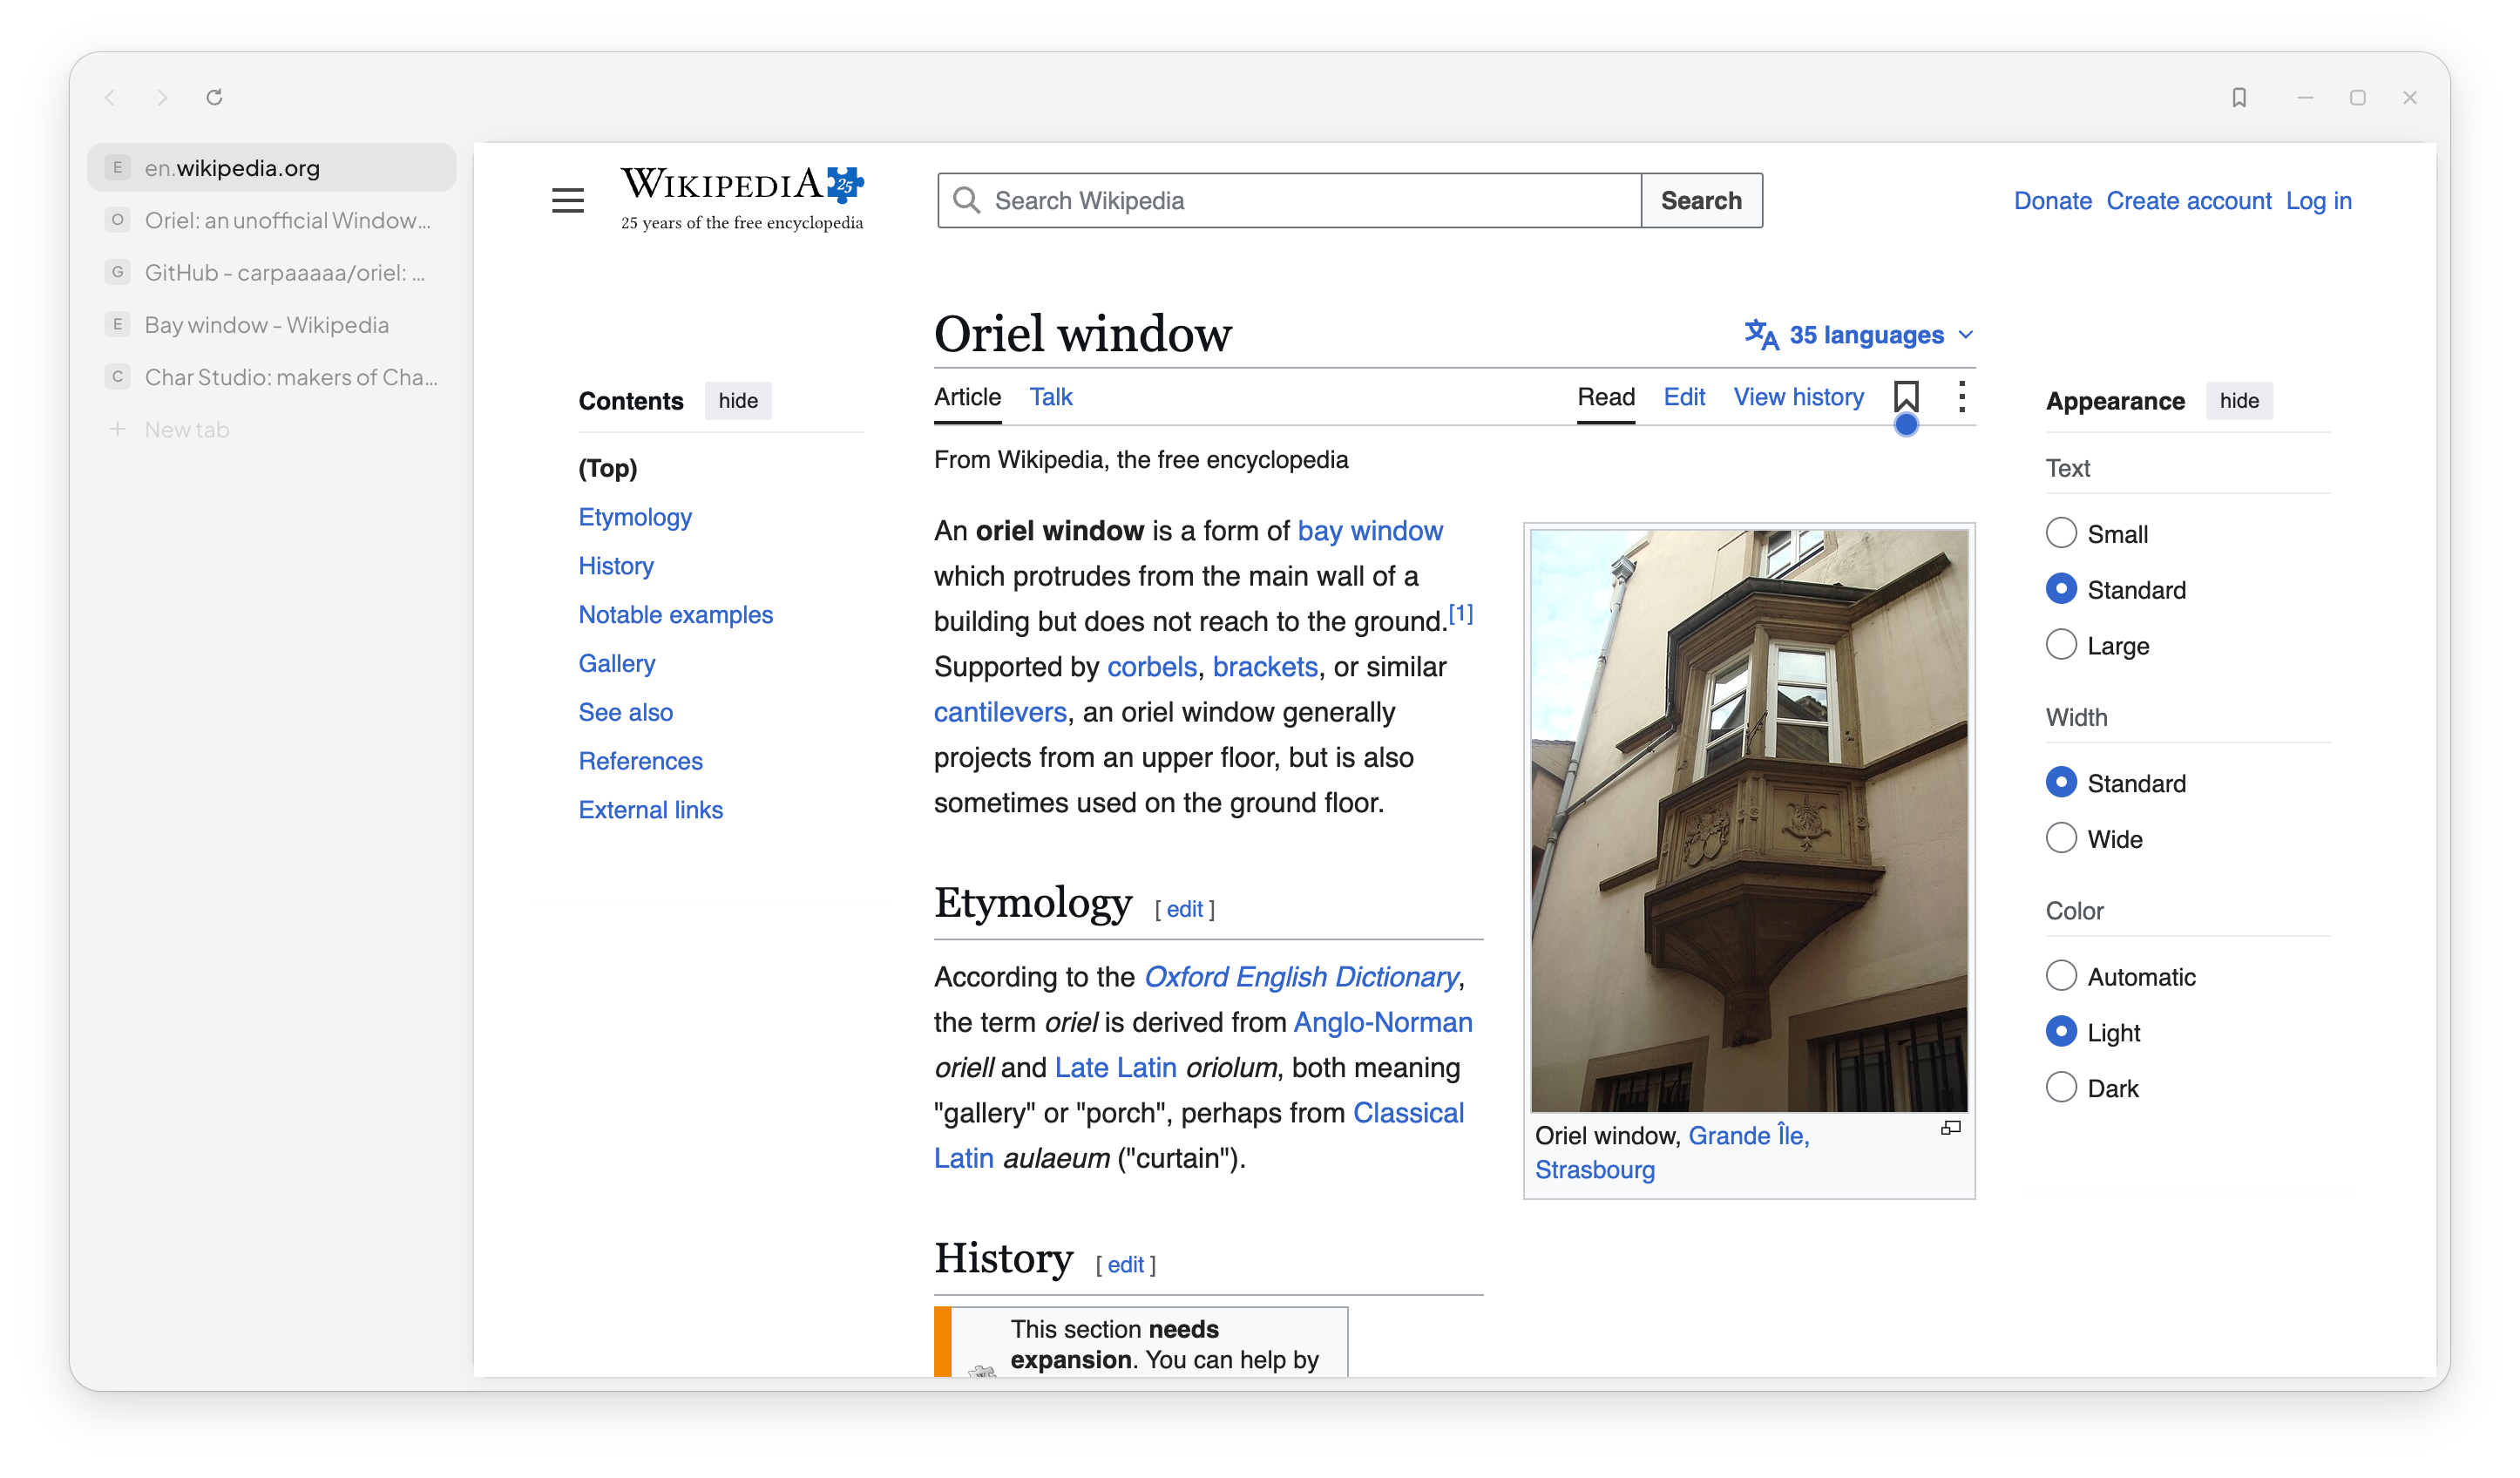 E en.wikipedia.org
O Oriel: an unofficial Window...
G GitHub - carpaaaaa/oriel: ...
E Bay window - Wikipedia
C Char Studio: makers of Cha...
+ New tab
WIKIPEDIA 25
25 years of the free encyclopedia
Search Wikipedia
Search
Donate Create account Log in
Contents hide
(Top)
Etymology
History
Notable examples
Gallery
See also
References
External links
Oriel window
文A 35 languages
Article Talk
Read Edit View history
From Wikipedia, the free encyclopedia
An oriel window is a form of bay window
which protrudes from the main wall of a
building but does not reach to the ground.[1]
Supported by corbels, brackets, or similar
cantilevers, an oriel window generally
projects from an upper floor, but is also
sometimes used on the ground floor.
Etymology [ edit ]
According to the Oxford English Dictionary,
the term oriel is derived from Anglo-Norman
oriell and Late Latin oriolum, both meaning
"gallery" or "porch", perhaps from Classical
Latin aulaeum ("curtain").
History [ edit ]
This section needs
expansion. You can help by
Oriel window, Grande Île,
Strasbourg
Appearance hide
Text
Small
Standard
Large
Width
Standard
Wide
Color
Automatic
Light
Dark